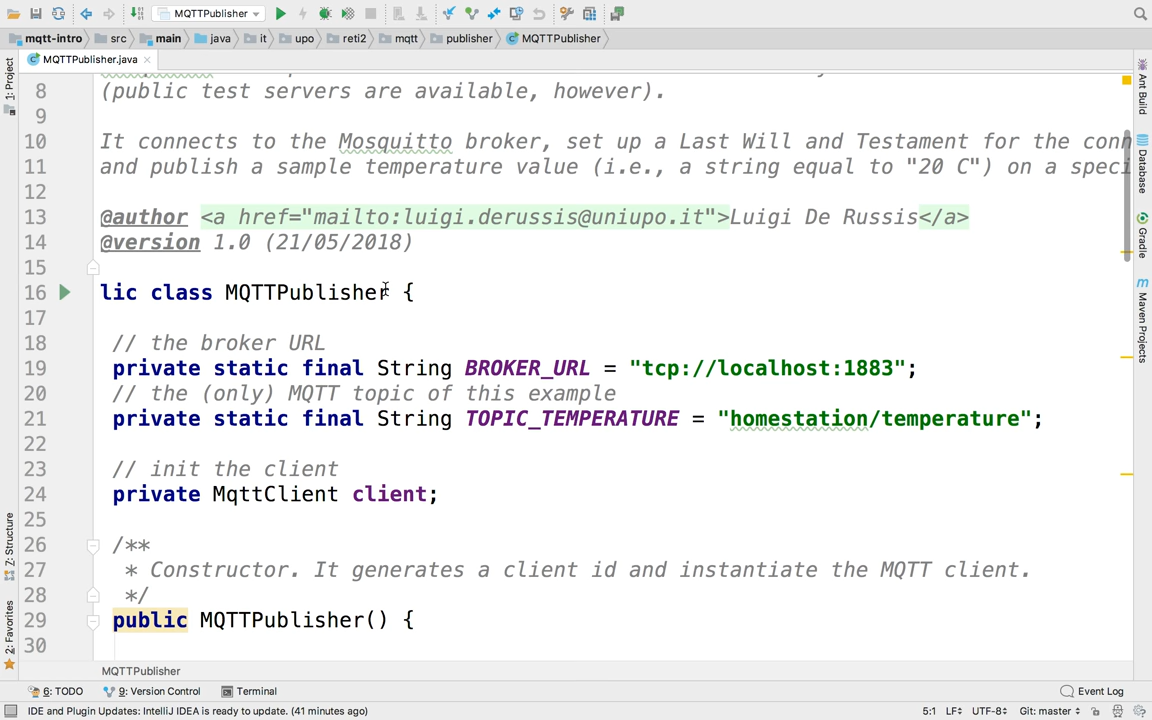 MQTTPublisher
mqtt-intro src main java it upo reti2 mqtt publisher MQTTPublisher
MQTTPublisher.java
1: Project
8 (public test servers are available, however).
9
10 It connects to the Mosquitto broker, set up a Last Will and Testament for the conn
11 and publish a sample temperature value (i.e., a string equal to "20 C") on a speci
12
13 @author <a href="mailto:luigi.derussis@uniupo.it">Luigi De Russis</a>
14 @version 1.0 (21/05/2018)
15
16 lic class MQTTPublisher {
17
18 // the broker URL
19 private static final String BROKER_URL = "tcp://localhost:1883";
20 // the (only) MQTT topic of this example
21 private static final String TOPIC_TEMPERATURE = "homestation/temperature";
22
23 // init the client
24 private MqttClient client;
25
26 /**
27 * Constructor. It generates a client id and instantiate the MQTT client.
28 */
29 public MQTTPublisher() {
30
Ant Build
Database
Gradle
Maven Projects
Z: Structure
2: Favorites
MQTTPublisher
6: TODO 9: Version Control Terminal Event Log
IDE and Plugin Updates: IntelliJ IDEA is ready to update. (41 minutes ago) 5:1 LF UTF-8 Git: master